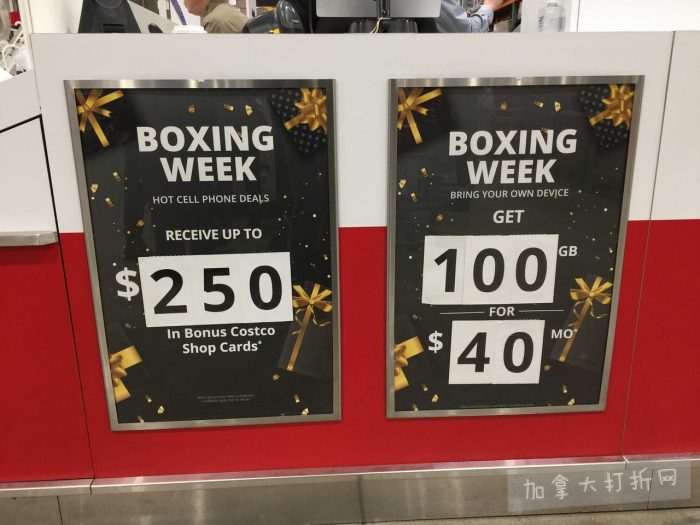 BOXING
WEEK
HOT CELL PHONE DEALS
RECEIVE UP TO
$250
In Bonus Costco
Shop Cards*
BOXING
WEEK
BRING YOUR OWN DEVICE
GET
100 GB
FOR
$40 MO
加拿大打折网